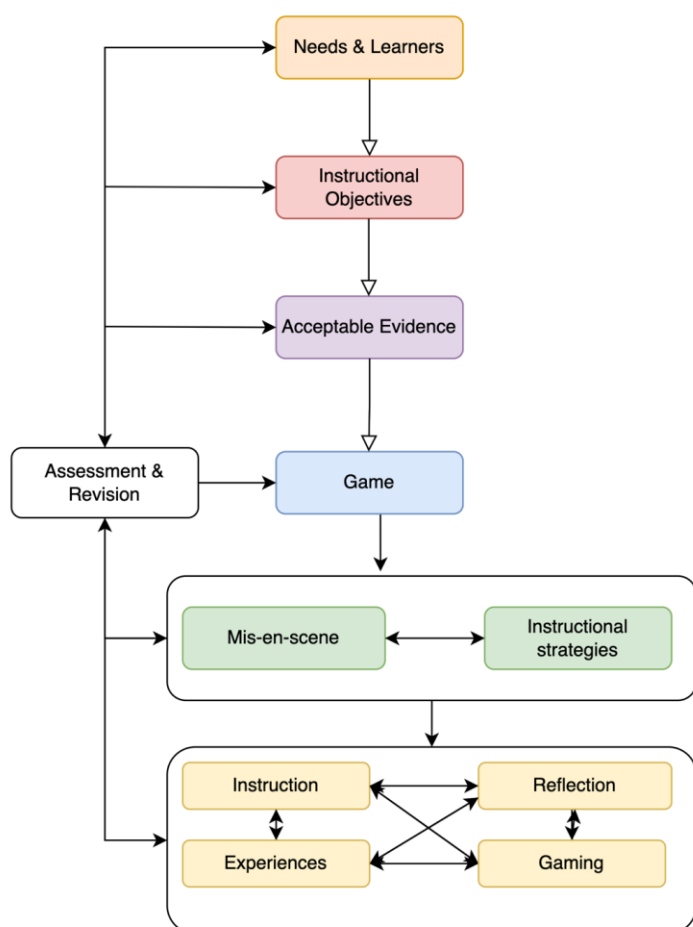 Needs & Learners
Instructional
Objectives
Acceptable Evidence
Assessment &
Revision
Game
Mis-en-scene
Instructional
strategies
Instruction
Reflection
Experiences
Gaming